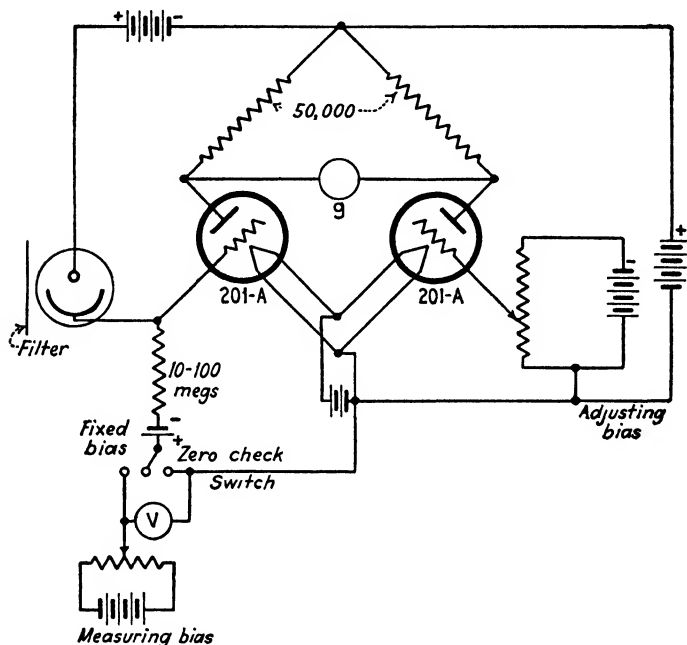 + -
50,000
g
201-A
201-A
+
-
Filter
10-100
megs
-
+
Fixed
bias
Zero check
Switch
Adjusting
bias
V
Measuring bias